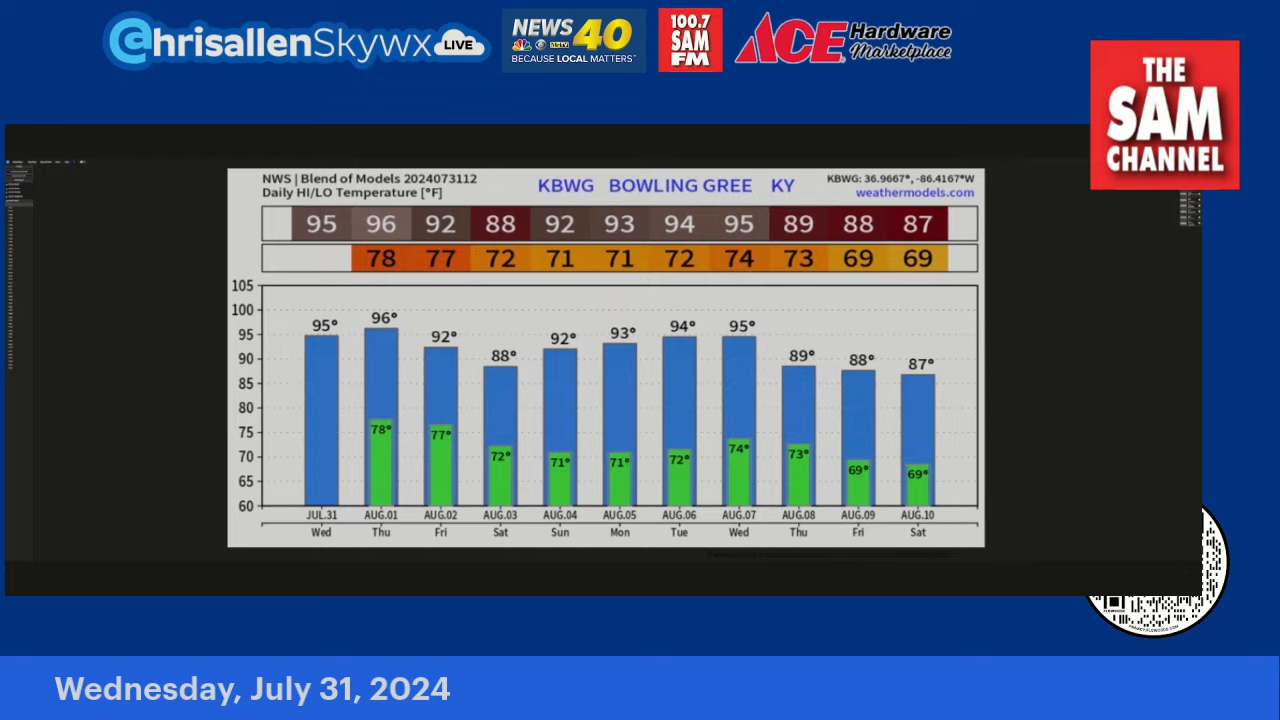 @hrisallenSkywx LIVE
NEWS 40
BECAUSE LOCAL MATTERS
100.7
SAM
FM
ACE Hardware
Marketplace
THE
SAM
CHANNEL
NWS | Blend of Models 2024073112
Daily HI/LO Temperature [°F]
KBWG BOWLING GREE KY
KBWG: 36.9667°, -86.4167°W
weathermodels.com
95 96 92 88 92 93 94 95 89 88 87
78 77 72 71 71 72 74 73 69 69
105
100
95
90
85
80
75
70
65
60
95° 96° 92° 88° 92° 93° 94° 95° 89° 88° 87°
78° 77° 72° 71° 71° 72° 74° 73° 69° 69°
JUL.31 AUG.01 AUG.02 AUG.03 AUG.04 AUG.05 AUG.06 AUG.07 AUG.08 AUG.09 AUG.10
Wed Thu Fri Sat Sun Mon Tue Wed Thu Fri Sat
Wednesday, July 31, 2024